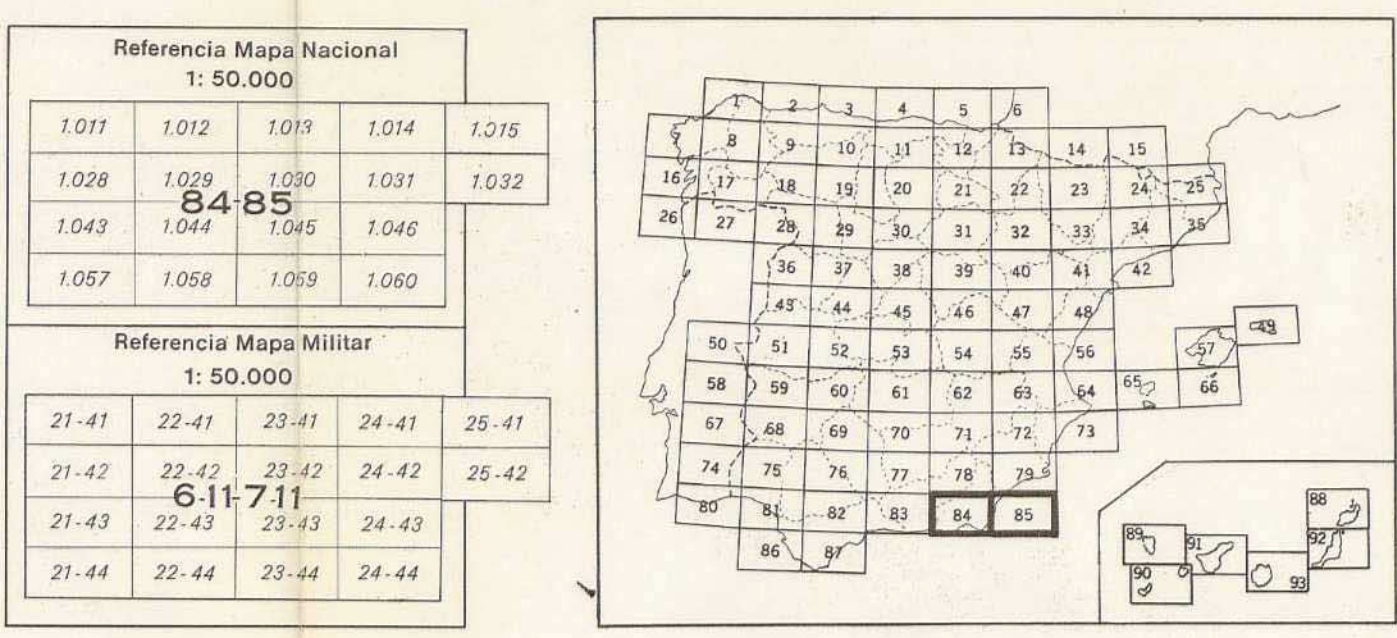 Referencia Mapa Nacional
1: 50.000
1.011 1.012 1.013 1.014 1.015
1.028 1.029 1.030 1.031 1.032
84-85
1.043 1.044 1.045 1.046
1.057 1.058 1.059 1.060
Referencia Mapa Militar
1: 50.000
21-41 22-41 23-41 24-41 25-41
21-42 22-42 23-42 24-42 25-42
6-11-7-11
21-43 22-43 23-43 24-43
21-44 22-44 23-44 24-44
1 2 3 4 5 6
7 8 9 10 11 12 13 14 15
16 17 18 19 20 21 22 23 24 25
26 27 28 29 30 31 32 33 34 35
36 37 38 39 40 41 42
43 44 45 46 47 48 49
50 51 52 53 54 55 56 57
58 59 60 61 62 63 64 65 66
67 68 69 70 71 72 73
74 75 76 77 78 79
80 81 82 83 84 85
86 87
88
89 91 92
90 93